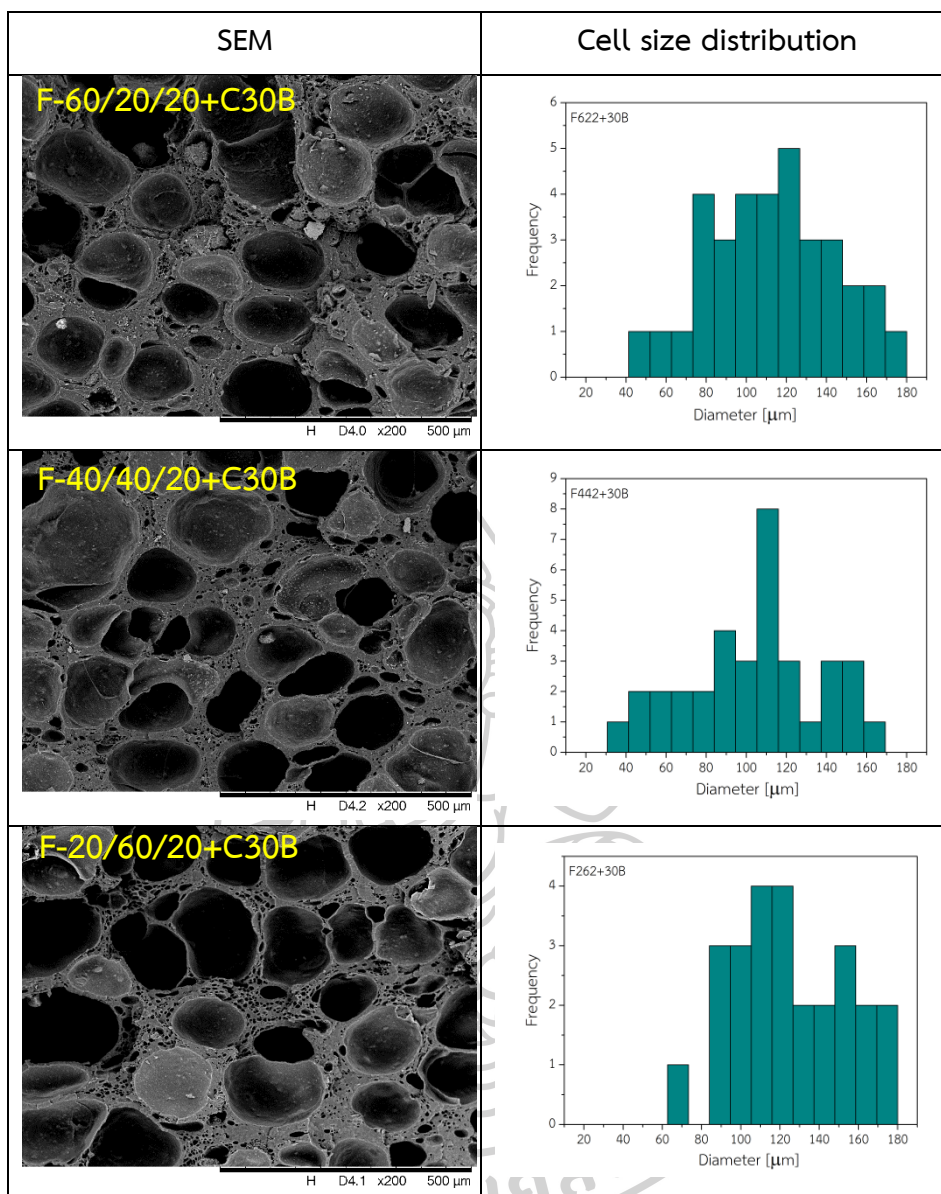 SEM
Cell size distribution
F-60/20/20+C30B
H D4.0 x200 500 µm
F622+30B
6
5
4
3
2
1
0
Frequency
20 40 60 80 100 120 140 160 180
Diameter [µm]
F-40/40/20+C30B
H D4.2 x200 500 µm
F442+30B
9
8
7
6
5
4
3
2
1
0
Frequency
20 40 60 80 100 120 140 160 180
Diameter [µm]
F-20/60/20+C30B
H D4.1 x200 500 µm
F262+30B
4
3
2
1
0
Frequency
20 40 60 80 100 120 140 160 180
Diameter [µm]